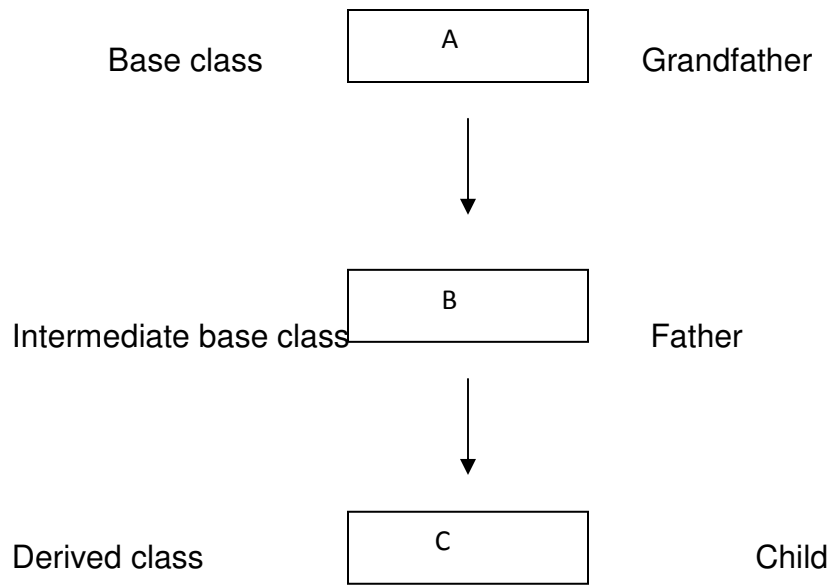 A
Base class Grandfather
B
Intermediate base class Father
C
Derived class Child